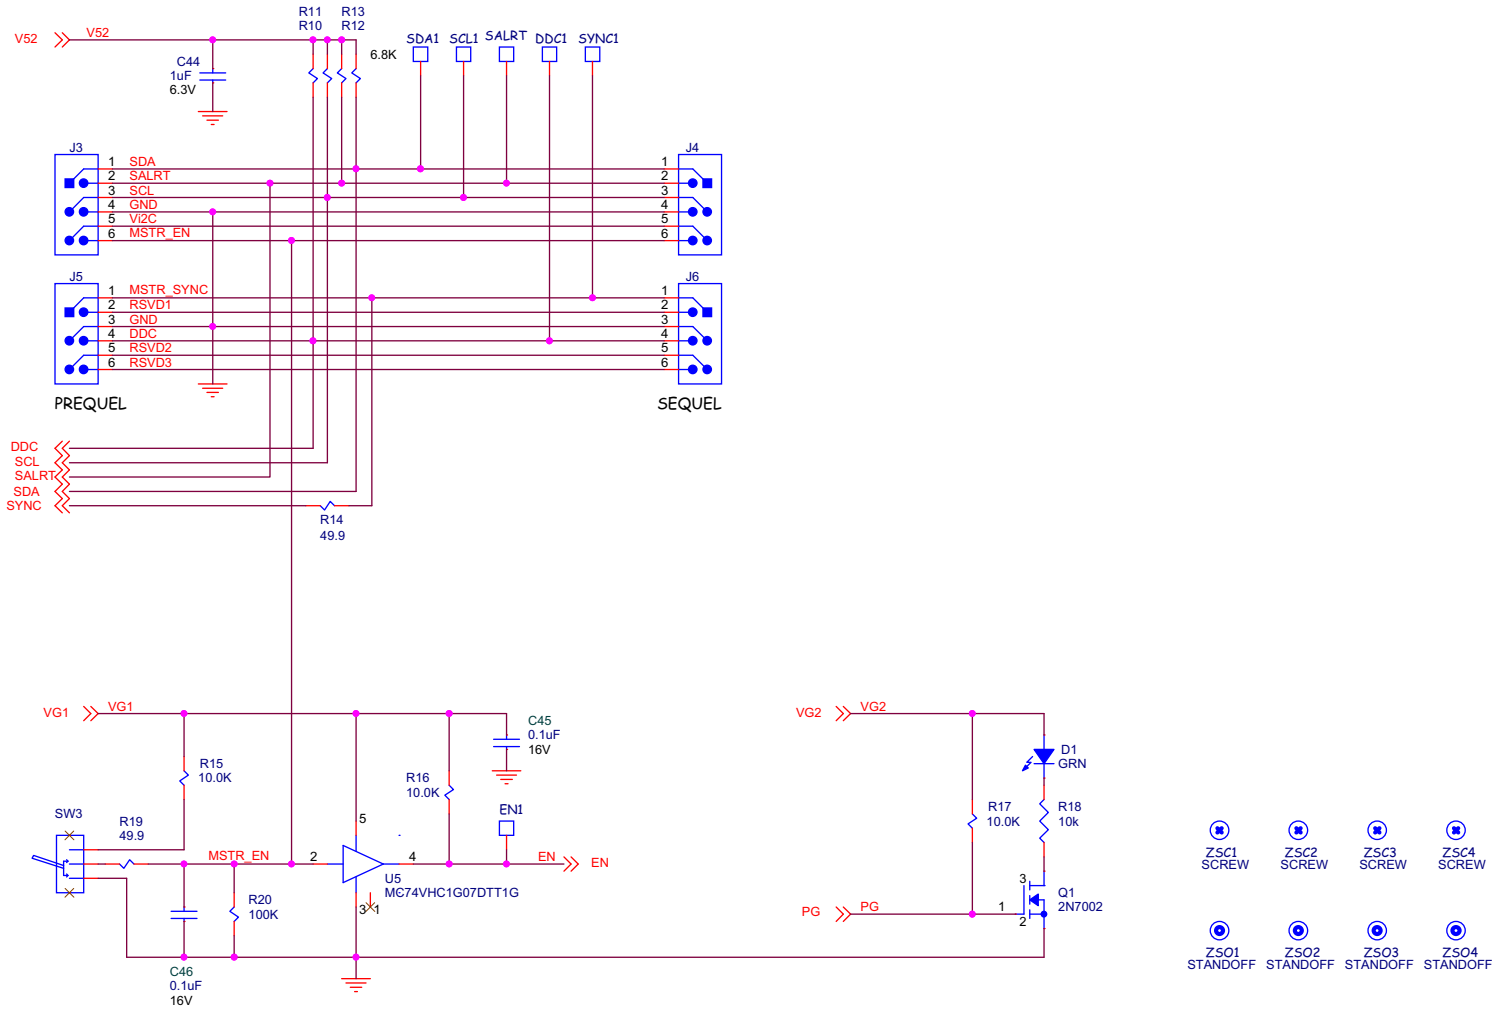 R11 R13
R10 R12
V52 V52
6.8K
SDA1 SCL1 SALRT DDC1 SYNC1
C44
1uF
6.3V
J3 J4
1 SDA 1
2 SALRT 2
3 SCL 3
4 GND 4
5 Vi2C 5
6 MSTR_EN 6
J5 J6
1 MSTR_SYNC 1
2 RSVD1 2
3 GND 3
4 DDC 4
5 RSVD2 5
6 RSVD3 6
PREQUEL SEQUEL
DDC
SCL
SALRT
SDA
SYNC
R14
49.9
VG1 VG1
C45
0.1uF
16V
R15
10.0K
R16
10.0K
SW3
R19
49.9
EN1
5
MSTR_EN 2 4 EN EN
U5
MC74VHC1G07DTT1G
3 1
R20
100K
C46
0.1uF
16V
VG2 VG2
D1
GRN
R17
10.0K
R18
10k
3
Q1
2N7002
PG PG 1
2
ZSC1 ZSC2 ZSC3 ZSC4
SCREW SCREW SCREW SCREW
ZSO1 ZSO2 ZSO3 ZSO4
STANDOFF STANDOFF STANDOFF STANDOFF